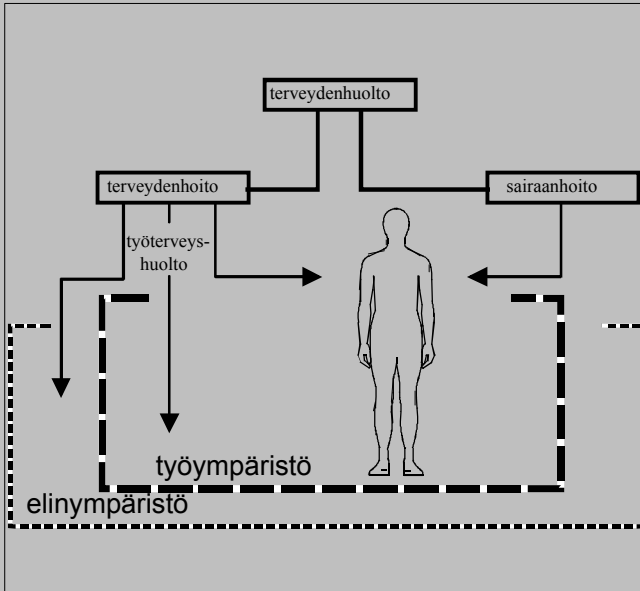 terveydenhuolto
terveydenhoito
sairaanhoito
työterveys-
huolto
työympäristö
elinympäristö